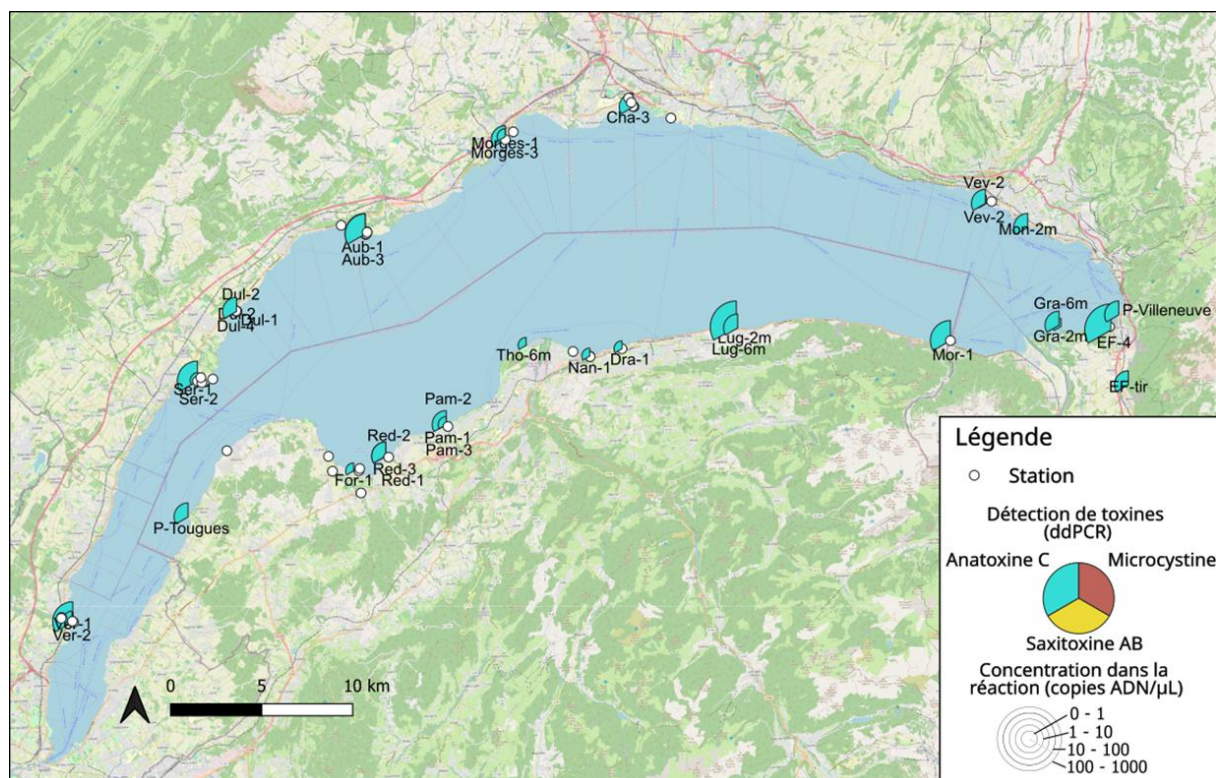 Cha-3
Morges-1
Morges-3
Vev-2
Vev-2
Mon-2m
Aub-1
Aub-3
Dul-2
Dul-1
Dul-4
Gra-6m
P-Villeneuve
Gra-2m
EF-4
Lug-2m
Lug-6m
Tho-6m
Nan-1
Dra-1
Mor-1
EF-tir
Ser-1
Ser-2
Pam-2
Pam-1
Pam-3
Red-2
Red-3
Red-1
For-1
P-Tougues
Ver-1
Ver-2
0 5 10 km
Légende
Station
Détection de toxines
(ddPCR)
Anatoxine C Microcystine
Saxitoxine AB
Concentration dans la
réaction (copies ADN/µL)
0 - 1
1 - 10
10 - 100
100 - 1000